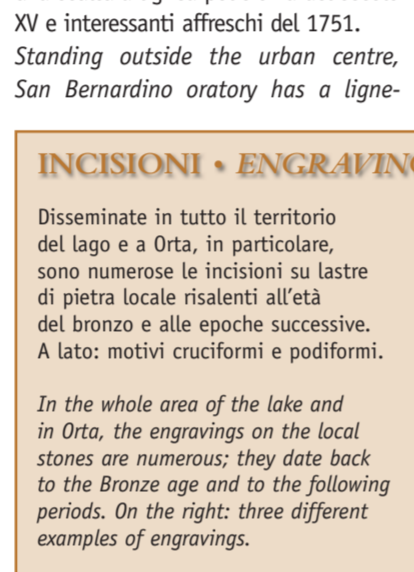 XV e interessanti affreschi del 1751.
Standing outside the urban centre,
San Bernardino oratory has a ligne-
INCISIONI • ENGRAVING
Disseminate in tutto il territorio
del lago e a Orta, in particolare,
sono numerose le incisioni su lastre
di pietra locale risalenti all'età
del bronzo e alle epoche successive.
A lato: motivi cruciformi e podiformi.
In the whole area of the lake and
in Orta, the engravings on the local
stones are numerous; they date back
to the Bronze age and to the following
periods. On the right: three different
examples of engravings.